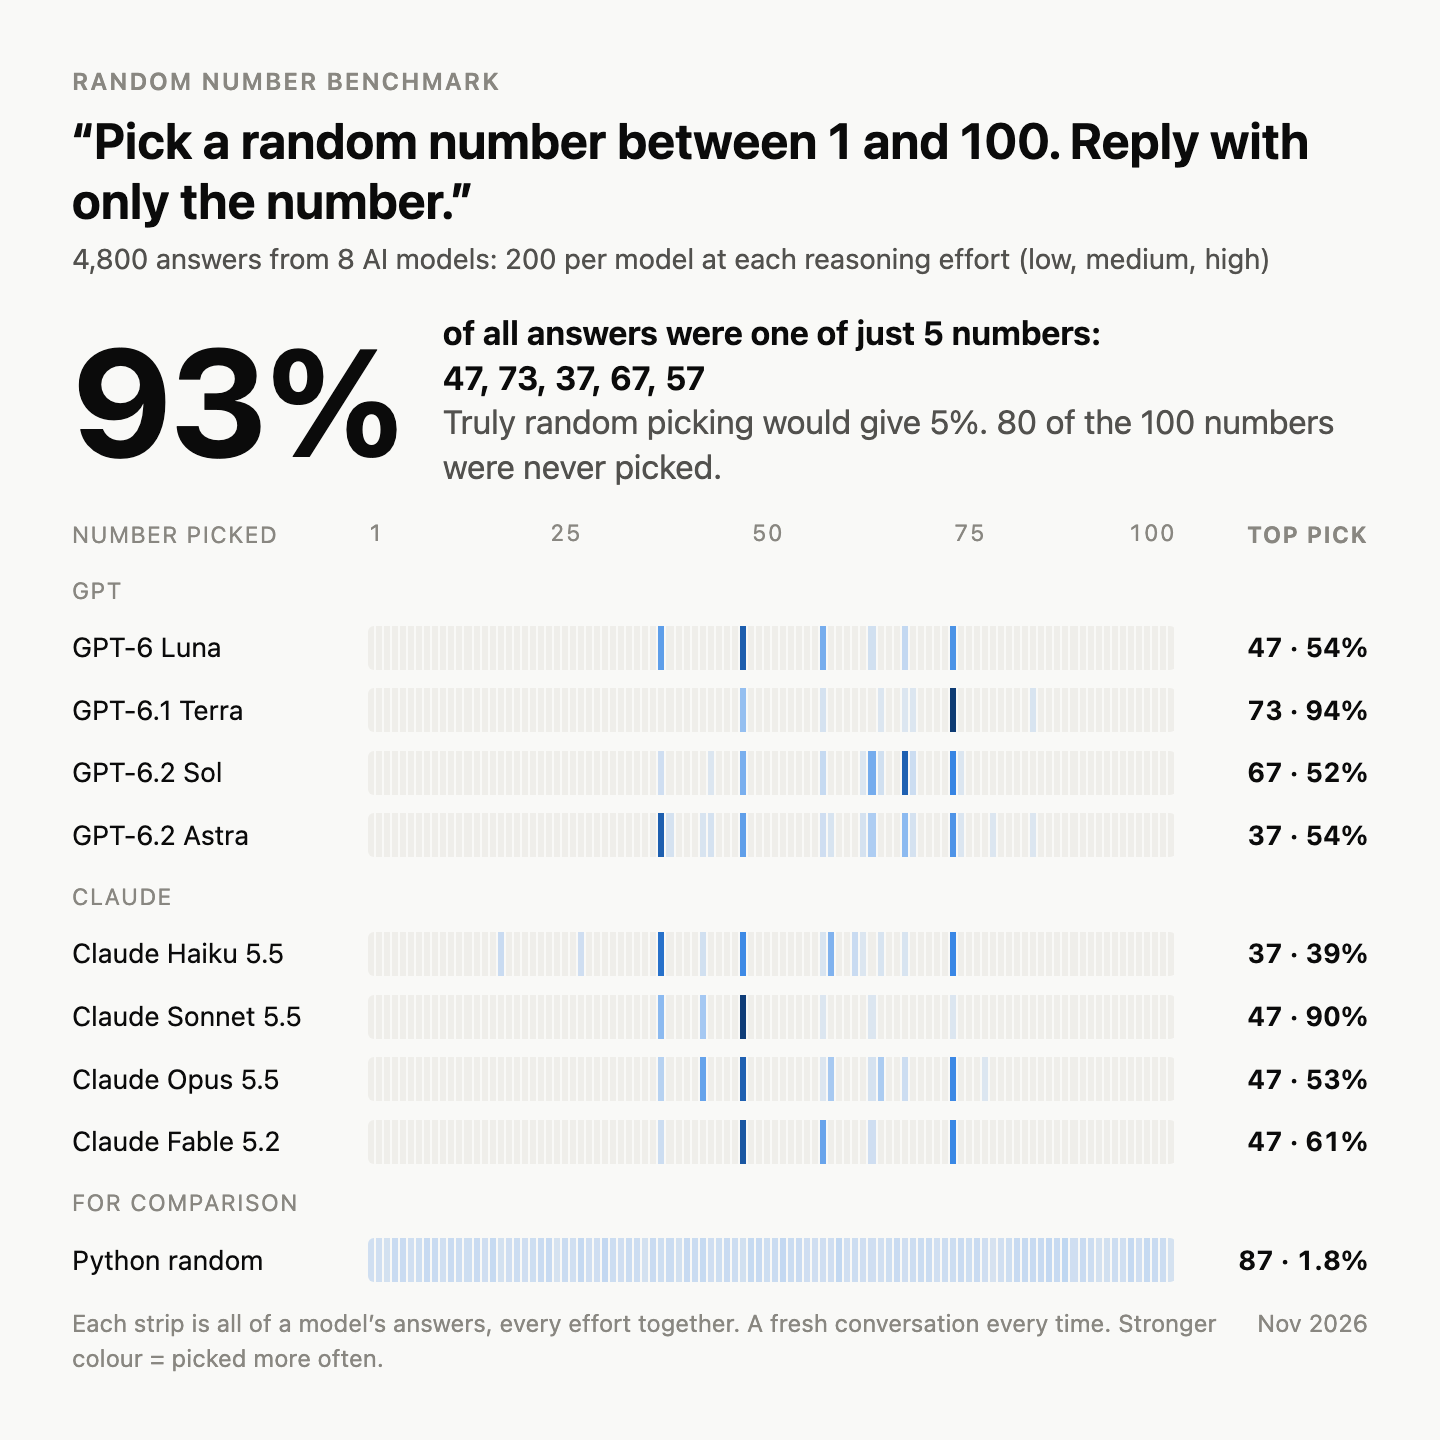 RANDOM NUMBER BENCHMARK
“Pick a random number between 1 and 100. Reply with
only the number.”
4,800 answers from 8 AI models: 200 per model at each reasoning effort (low, medium, high)
93%
of all answers were one of just 5 numbers:
47, 73, 37, 67, 57
Truly random picking would give 5%. 80 of the 100 numbers
were never picked.
NUMBER PICKED 1 25 50 75 100 TOP PICK
GPT
GPT-6 Luna 47 · 54%
GPT-6.1 Terra 73 · 94%
GPT-6.2 Sol 67 · 52%
GPT-6.2 Astra 37 · 54%
CLAUDE
Claude Haiku 5.5 37 · 39%
Claude Sonnet 5.5 47 · 90%
Claude Opus 5.5 47 · 53%
Claude Fable 5.2 47 · 61%
FOR COMPARISON
Python random 87 · 1.8%
Each strip is all of a model’s answers, every effort together. A fresh conversation every time. Stronger Nov 2026
colour = picked more often.